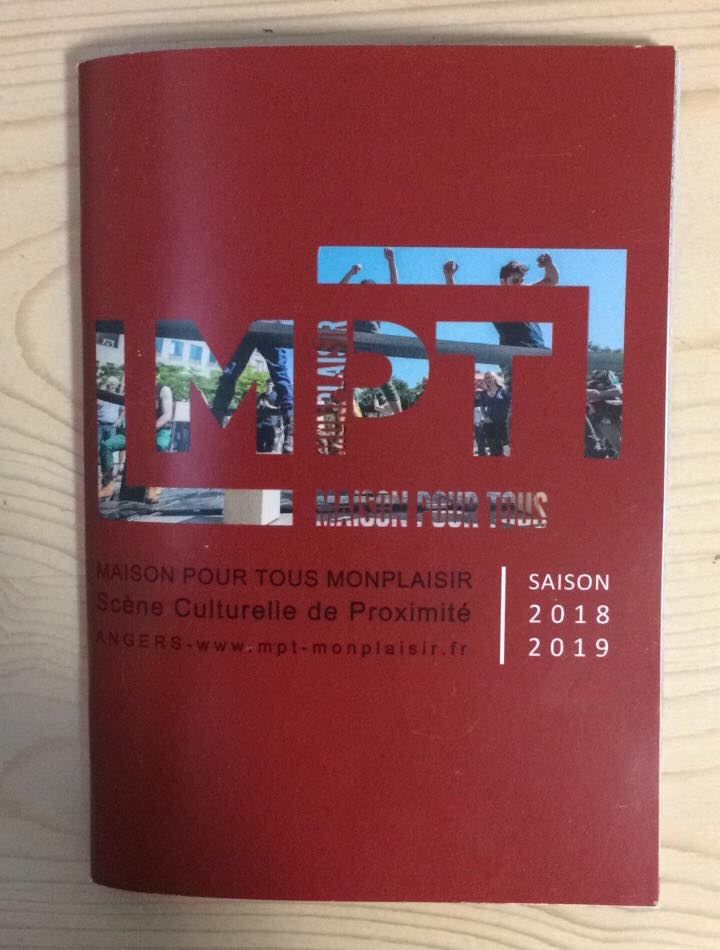 MPT
MONPLAISIR
MAISON POUR TOUS
MAISON POUR TOUS MONPLAISIR
Scène Culturelle de Proximité
ANGERS-www.mpt-monplaisir.fr
SAISON
2018
2019